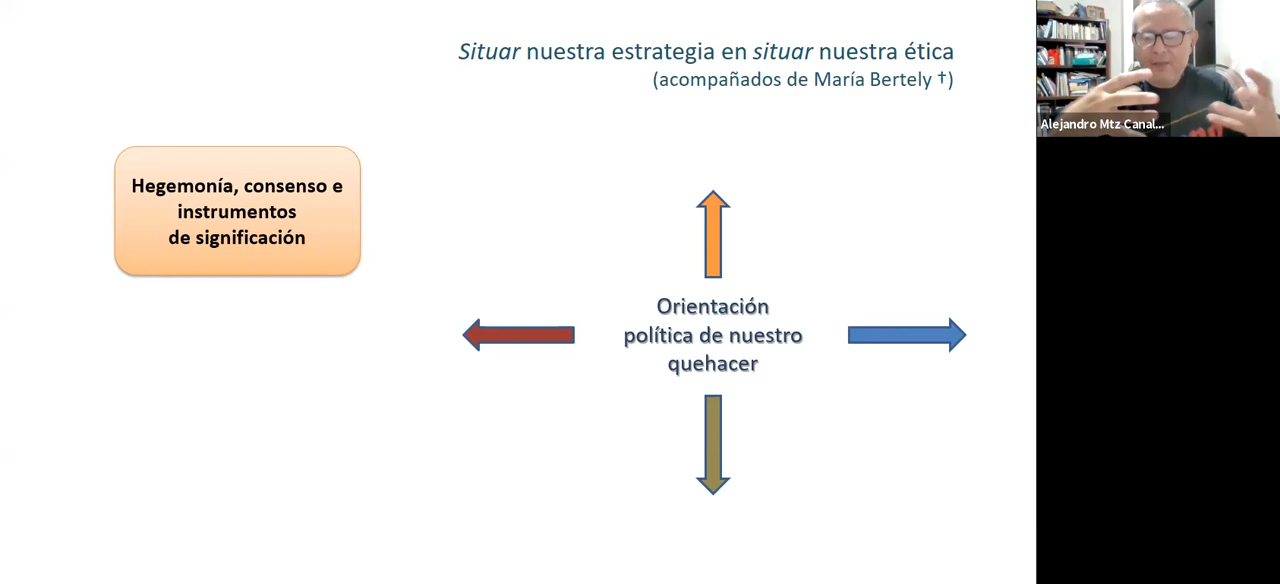 Situar nuestra estrategia en situar nuestra ética
(acompañados de María Bertely †)
Alejandro Mtz Canal...
Hegemonía, consenso e
instrumentos
de significación
Orientación
política de nuestro
quehacer